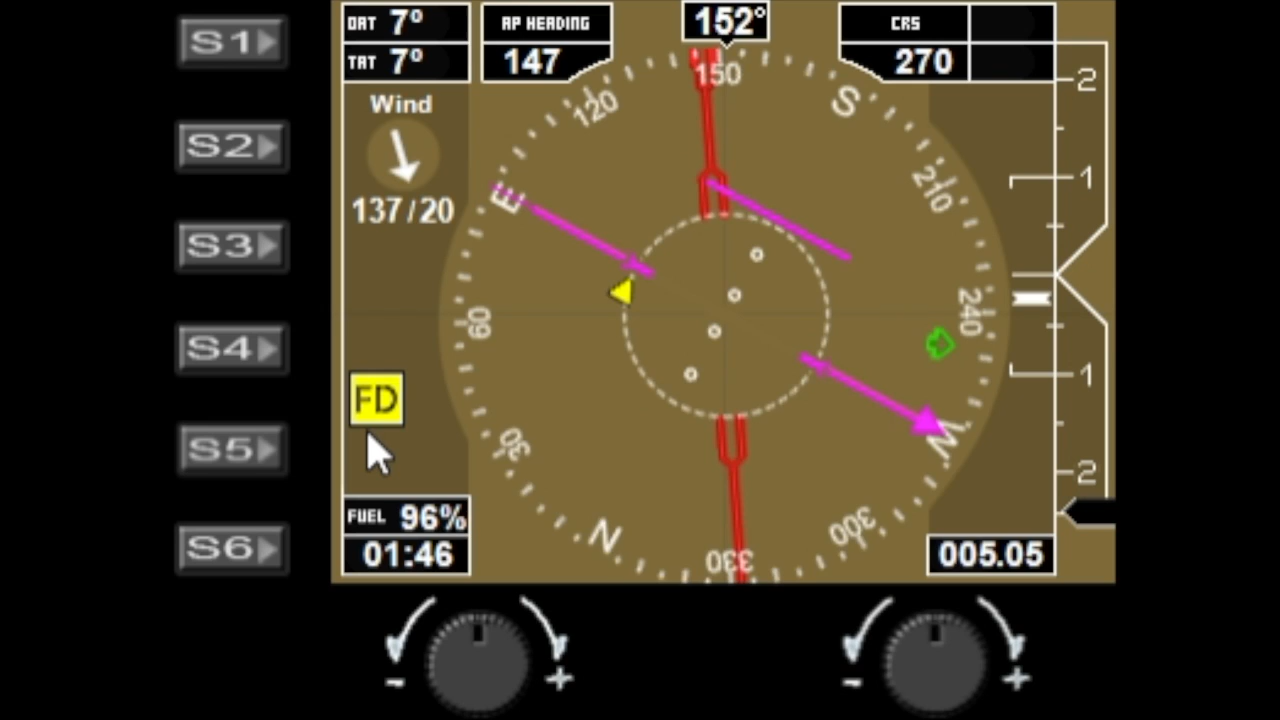 S1
S2
S3
S4
S5
S6
OAT 7°
TAT 7°
AP HEADING
147
152°
CRS
270
Wind
137/20
FD
FUEL 96%
01:46
005.05
150
S
210
240
W
300
330
N
30
60
E
120
2
1
1
2
- +
- +